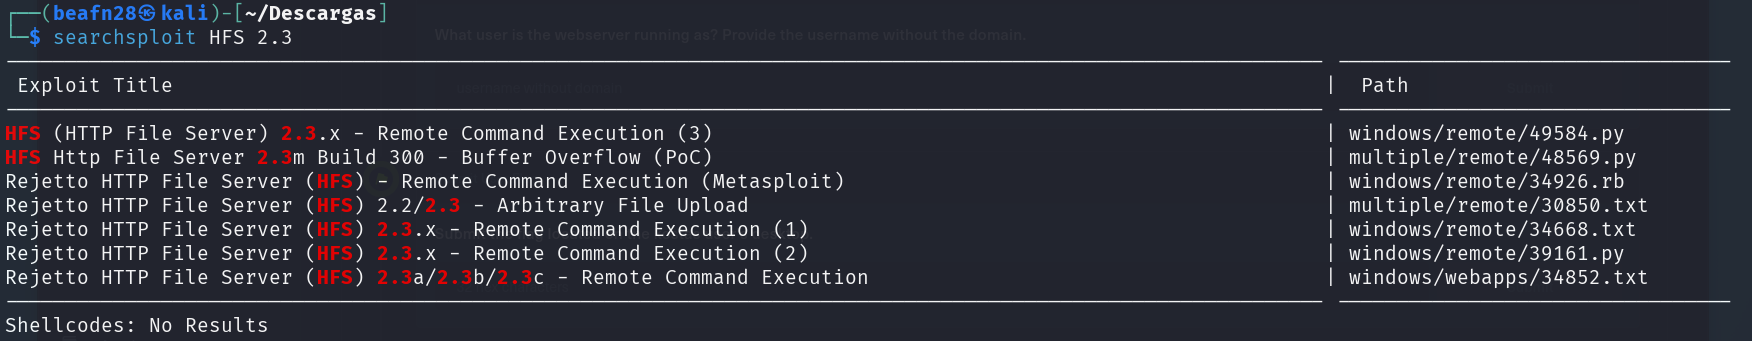 ┌──(beafn28㉿kali)-[~/Descargas]
└─$ searchsploit HFS 2.3
What user is the webserver running as? Provide the username without the domain.
Exploit Title | Path
HFS (HTTP File Server) 2.3.x - Remote Command Execution (3) | windows/remote/49584.py
HFS Http File Server 2.3m Build 300 - Buffer Overflow (PoC) | multiple/remote/48569.py
Rejetto HTTP File Server (HFS) - Remote Command Execution (Metasploit) | windows/remote/34926.rb
Rejetto HTTP File Server (HFS) 2.2/2.3 - Arbitrary File Upload | multiple/remote/30850.txt
Rejetto HTTP File Server (HFS) 2.3.x - Remote Command Execution (1) | windows/remote/34668.txt
Rejetto HTTP File Server (HFS) 2.3.x - Remote Command Execution (2) | windows/remote/39161.py
Rejetto HTTP File Server (HFS) 2.3a/2.3b/2.3c - Remote Command Execution | windows/webapps/34852.txt
Shellcodes: No Results